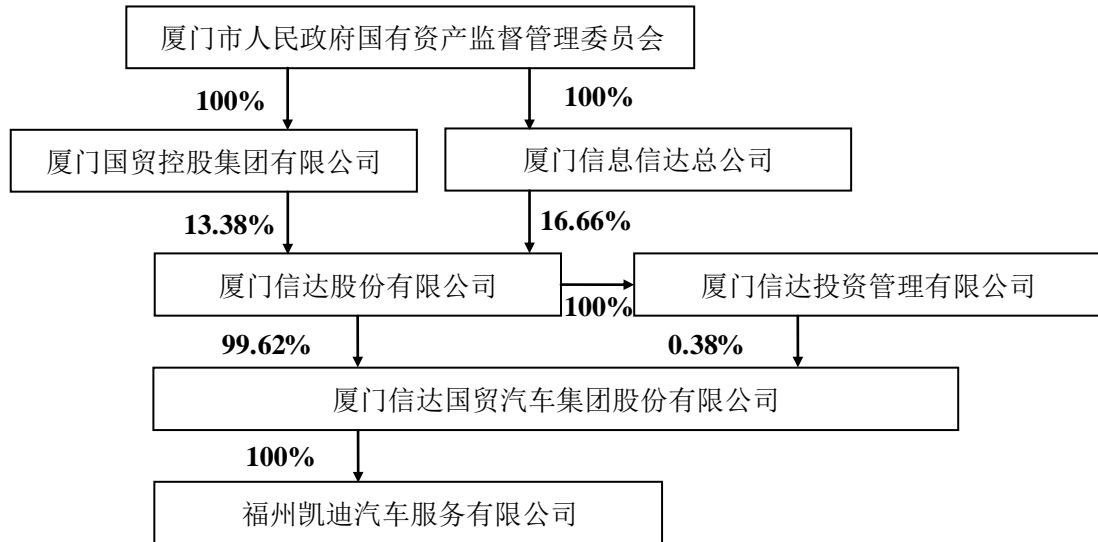 厦门市人民政府国有资产监督管理委员会
100%
100%
厦门国贸控股集团有限公司
厦门信息信达总公司
13.38%
16.66%
厦门信达股份有限公司
100%
厦门信达投资管理有限公司
99.62%
0.38%
厦门信达国贸汽车集团股份有限公司
100%
福州凯迪汽车服务有限公司